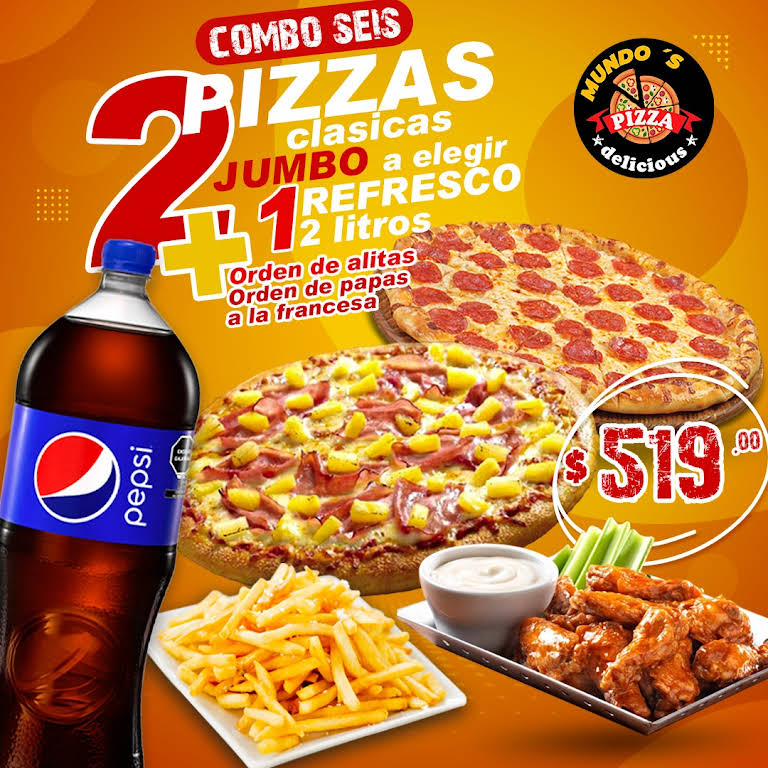 COMBO SEIS
2 PIZZAS
clasicas
JUMBO a elegir
+ 1 REFRESCO
2 litros
Orden de alitas
Orden de papas
a la francesa
MUNDO ´S
PIZZA
delicious
$519.00
pepsi